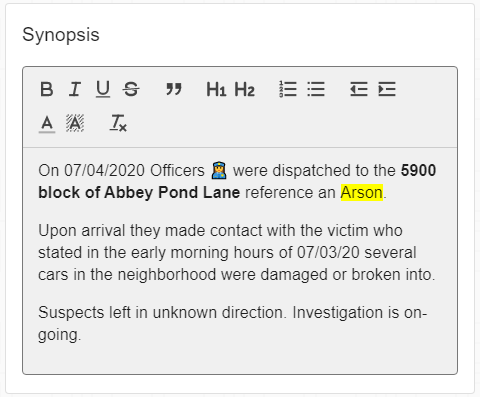 Synopsis
B I U S ” H1 H2
A A Tx
On 07/04/2020 Officers 👮‍♀️ were dispatched to the 5900
block of Abbey Pond Lane reference an Arson.
Upon arrival they made contact with the victim who
stated in the early morning hours of 07/03/20 several
cars in the neighborhood were damaged or broken into.
Suspects left in unknown direction. Investigation is on-
going.